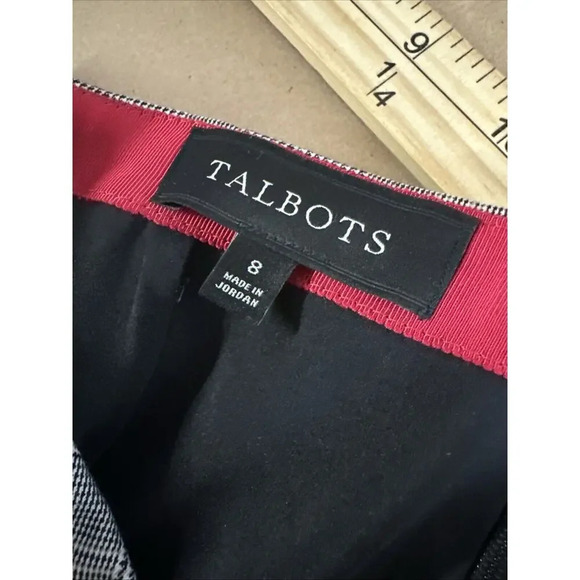 TALBOTS
8
MADE IN
JORDAN
9
1/4